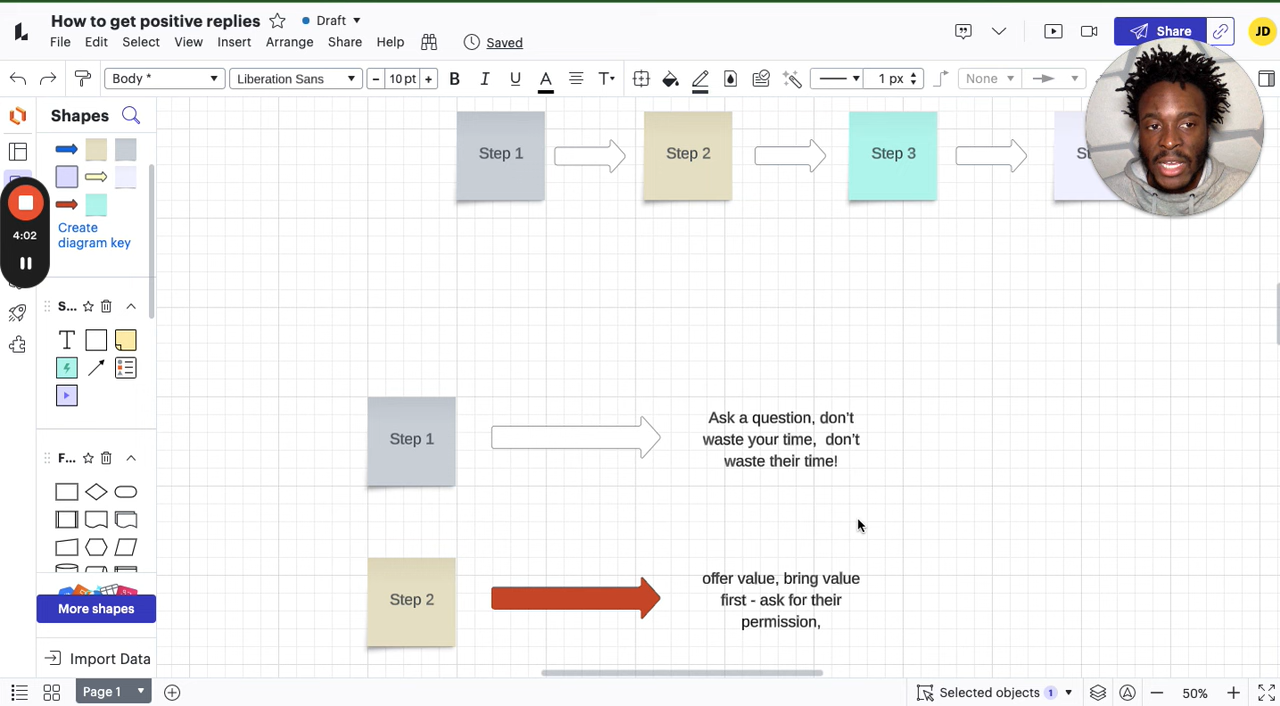 How to get positive replies
Draft
File Edit Select View Insert Arrange Share Help
Saved
Share
JD
Body *
Liberation Sans
10 pt
B I U A T
1 px
None
Shapes
4:02
Create
diagram key
S...
T
F...
More shapes
Import Data
Step 1
Step 2
Step 3
Step 1
Ask a question, don't
waste your time, don't
waste their time!
Step 2
offer value, bring value
first - ask for their
permission,
Page 1
Selected objects 1
50%